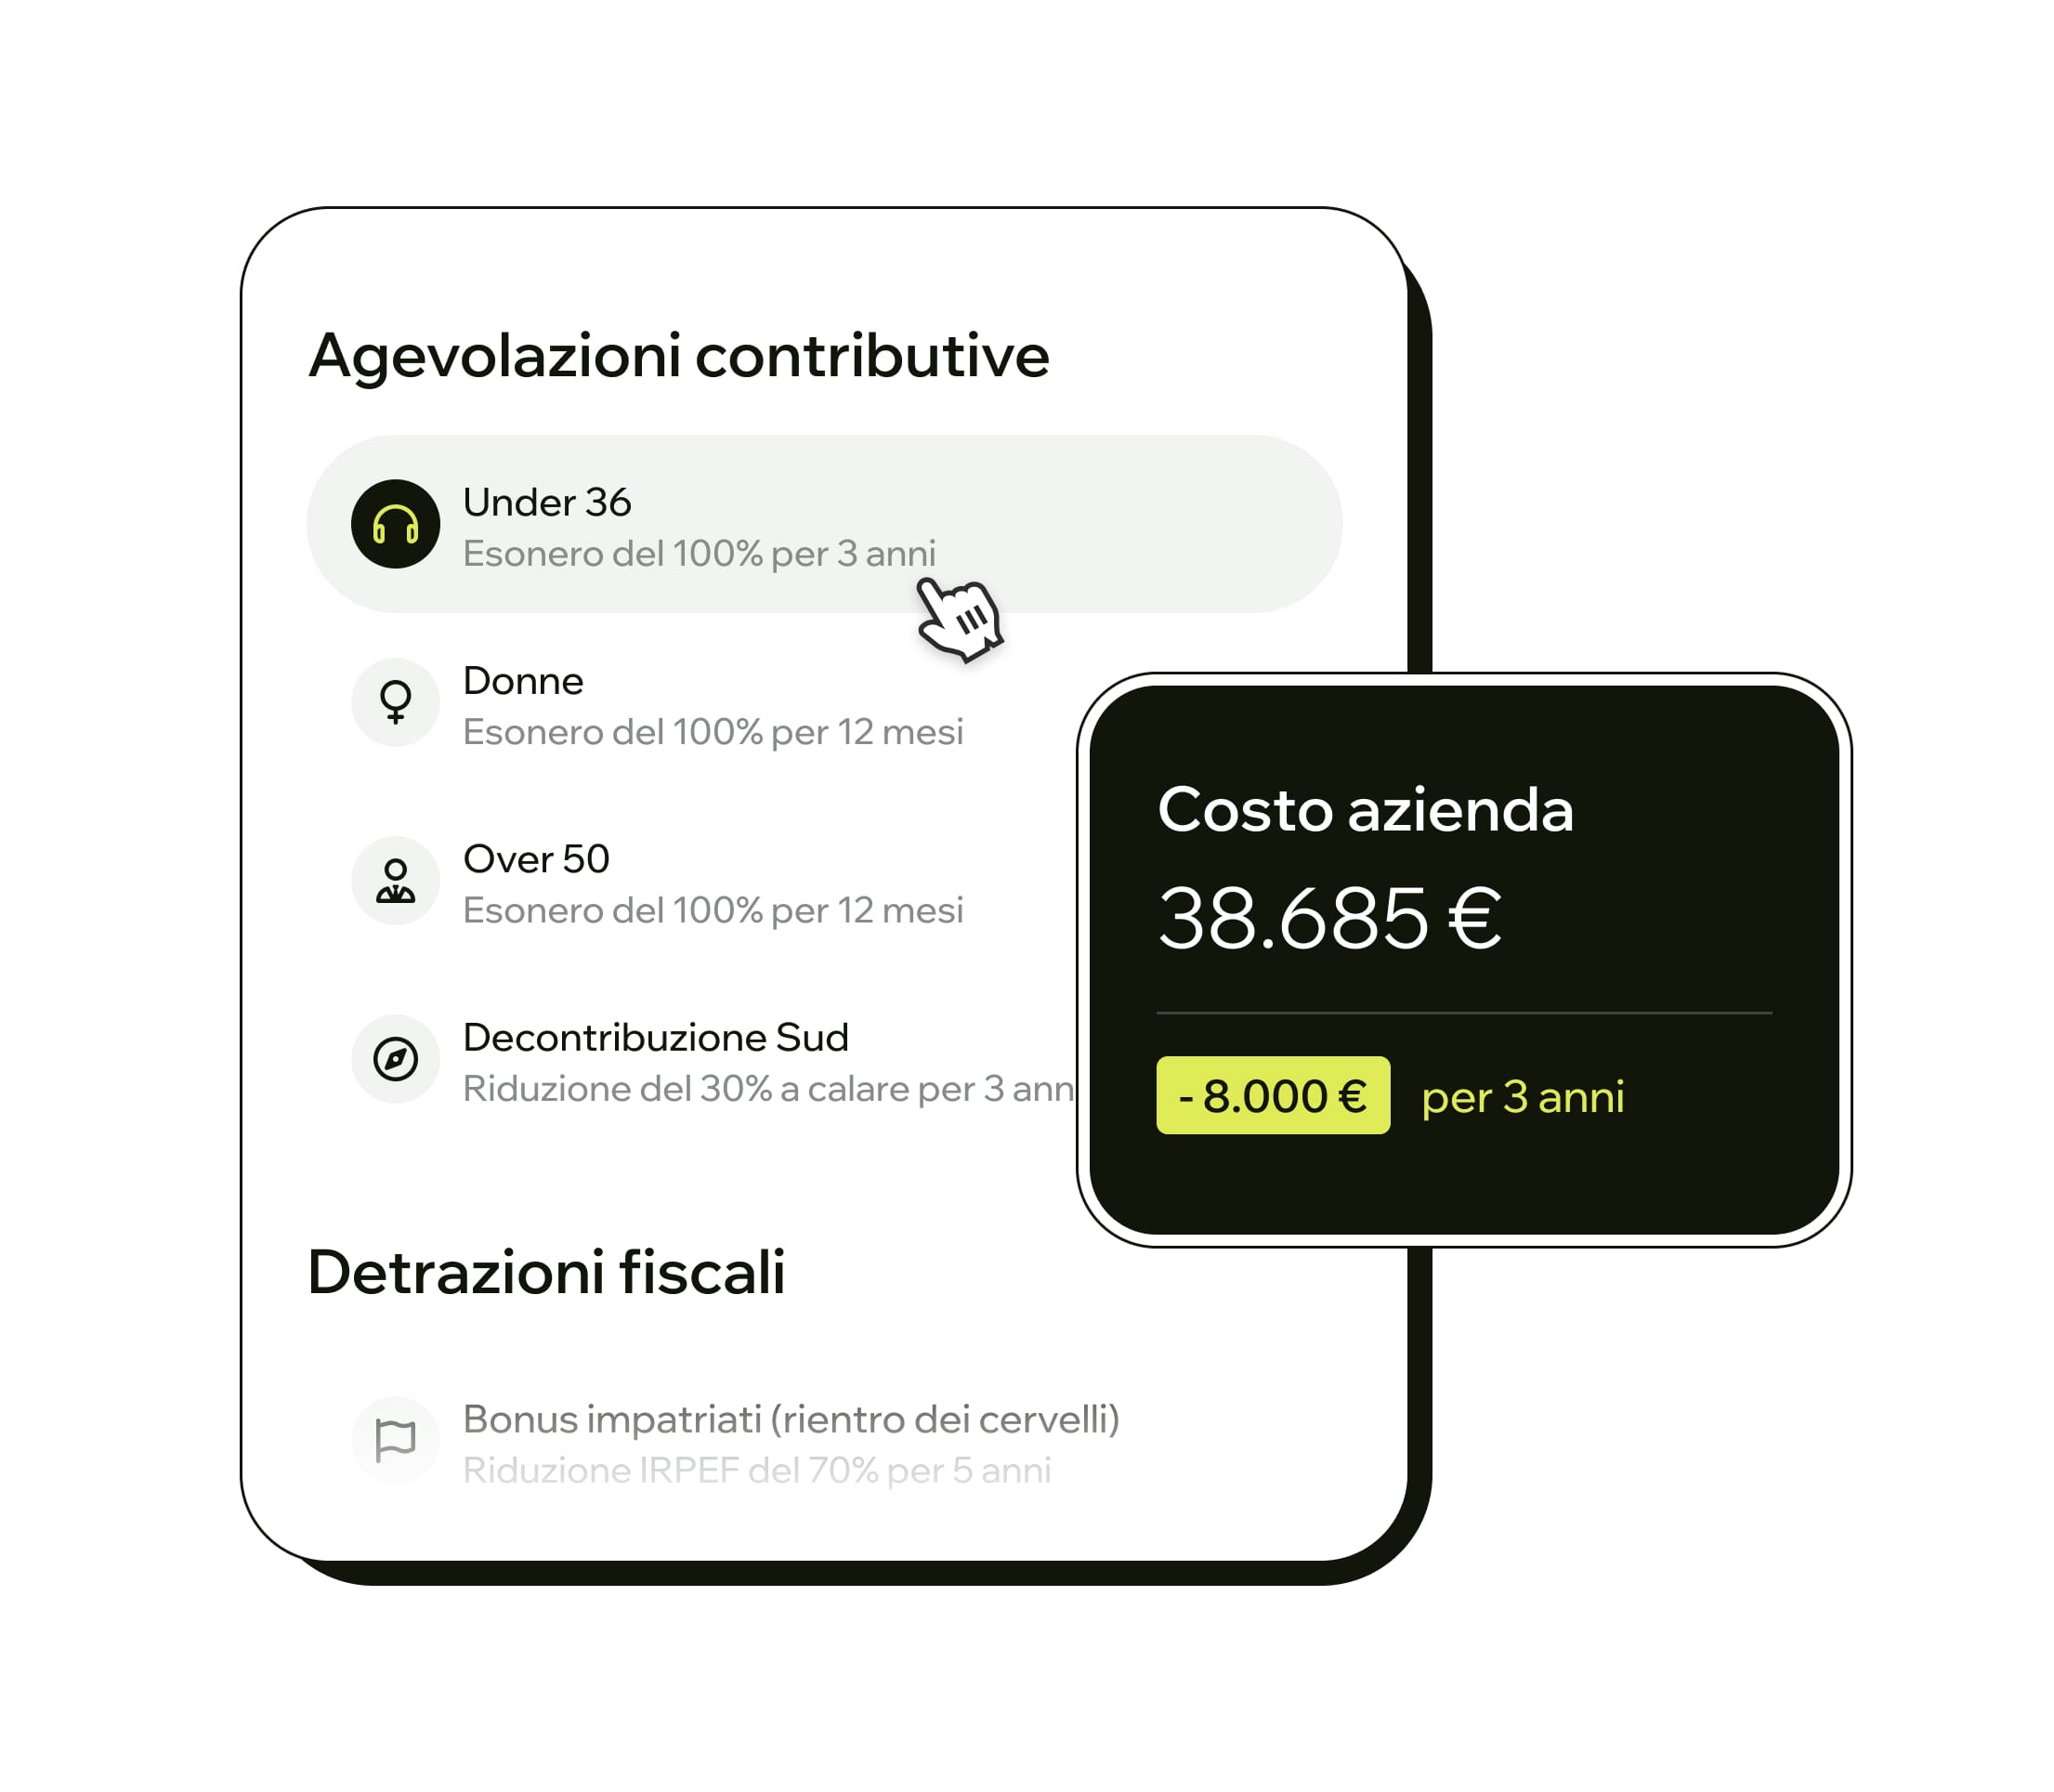 Agevolazioni contributive
Under 36
Esonero del 100% per 3 anni
Donne
Esonero del 100% per 12 mesi
Over 50
Esonero del 100% per 12 mesi
Decontribuzione Sud
Riduzione del 30% a calare per 3 ann
Costo azienda
38.685 €
- 8.000 € per 3 anni
Detrazioni fiscali
Bonus impatriati (rientro dei cervelli)
Riduzione IRPEF del 70% per 5 anni